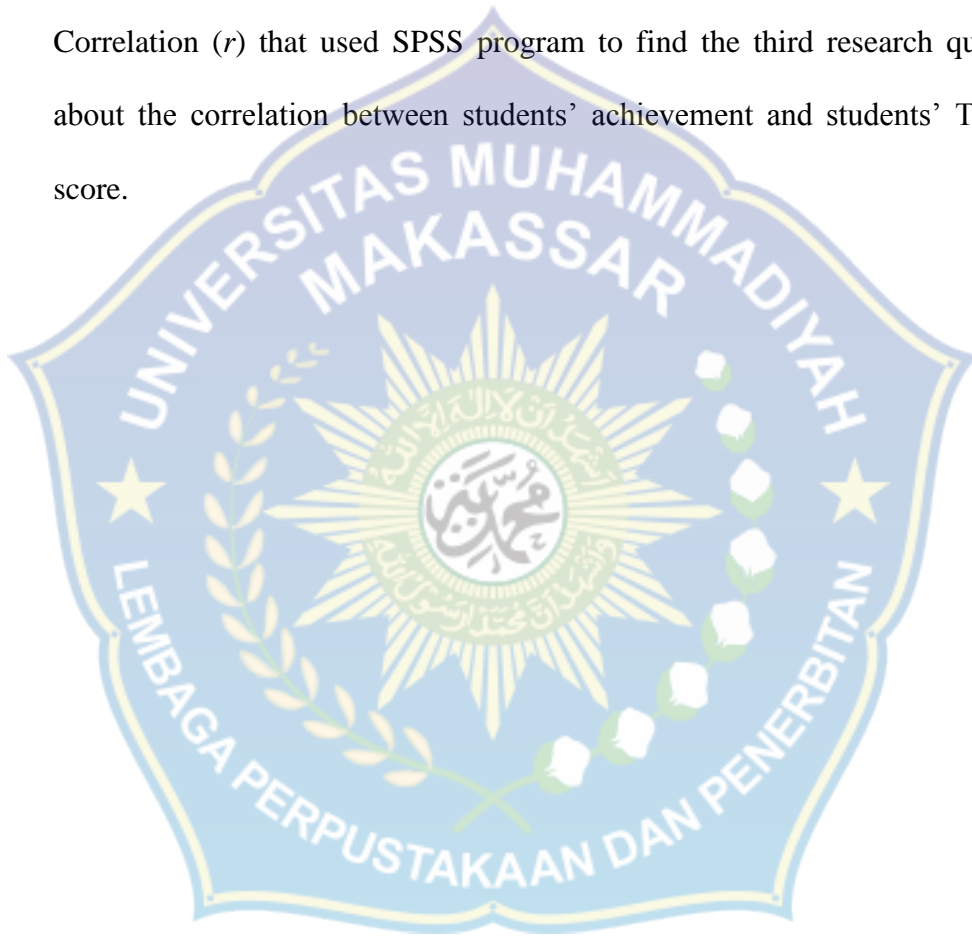 Correlation (r) that used SPSS program to find the third research qu
about the correlation between students’ achievement and students’ T
score.
UNIVERSITAS MUHAMMADIYAH
MAKASSAR
محمدية
LEMBAGA PERPUSTAKAAN DAN PENERBITAN